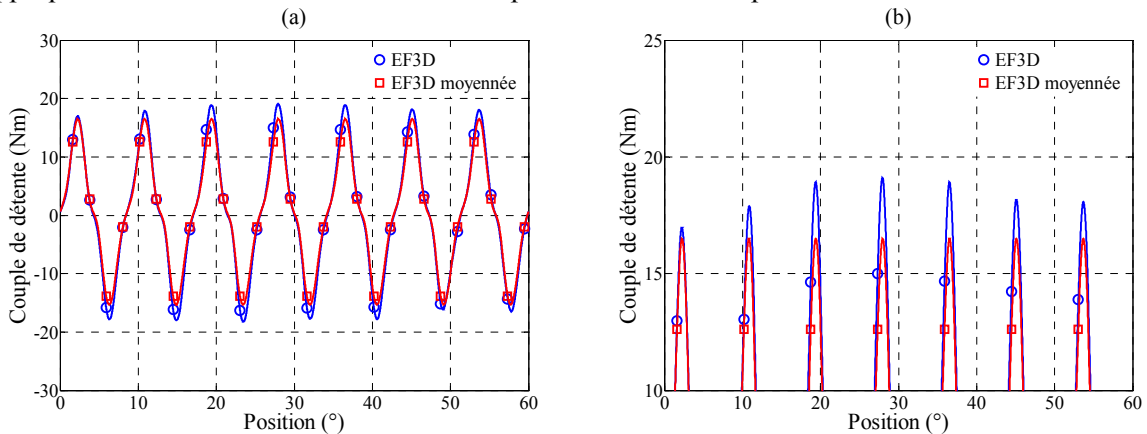 (a)
30
20
10
0
-10
-20
-30
Couple de détente (Nm)
EF3D
EF3D moyennée
0 10 20 30 40 50 60
Position (°)
(b)
25
20
15
10
Couple de détente (Nm)
EF3D
EF3D moyennée
0 10 20 30 40 50 60
Position (°)